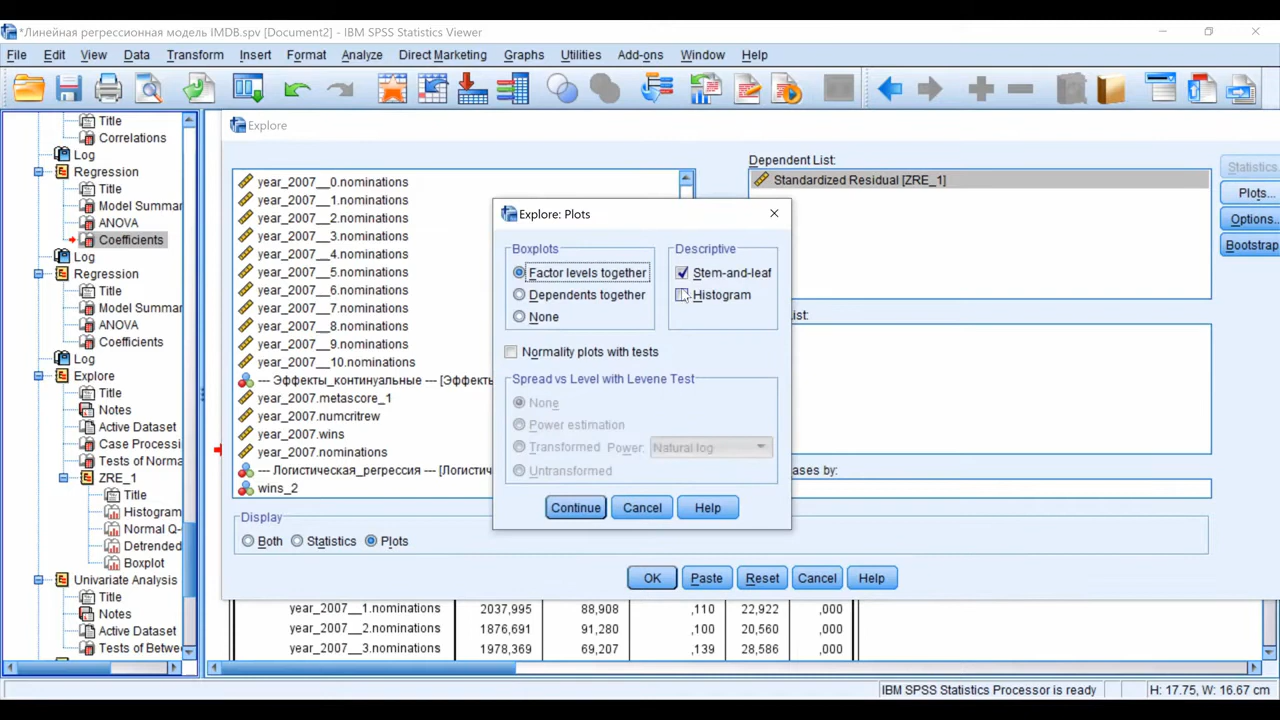 *Линейная регрессионная модель IMDB.spv [Document2] - IBM SPSS Statistics Viewer
File Edit View Data Transform Insert Format Analyze Direct Marketing Graphs Utilities Add-ons Window Help
Title
Correlations
Log
Regression
Title
Model Summar
ANOVA
Coefficients
Log
Regression
Title
Model Summar
ANOVA
Coefficients
Log
Explore
Title
Notes
Active Dataset
Case Processi
Tests of Norma
ZRE_1
Title
Histogram
Normal Q-
Detrended
Boxplot
Univariate Analysis
Title
Notes
Active Dataset
Tests of Betwe
Explore
year_2007__0.nominations
year_2007__1.nominations
year_2007__2.nominations
year_2007__3.nominations
year_2007__4.nominations
year_2007__5.nominations
year_2007__6.nominations
year_2007__7.nominations
year_2007__8.nominations
year_2007__9.nominations
year_2007__10.nominations
--- Эффекты_континуальные --- [Эффекты
year_2007.metascore_1
year_2007.numcritrew
year_2007.wins
year_2007.nominations
--- Логистическая_регрессия --- [Логистич
wins_2
Dependent List:
Standardized Residual [ZRE_1]
List:
ases by:
Statistics
Plots...
Options..
Bootstrap
Explore: Plots
Boxplots
Factor levels together
Dependents together
None
Descriptive
Stem-and-leaf
Histogram
Normality plots with tests
Spread vs Level with Levene Test
None
Power estimation
Transformed Power: Natural log
Untransformed
Continue Cancel Help
Display
Both Statistics Plots
OK Paste Reset Cancel Help
year_2007__1.nominations 2037,995 88,908 ,110 22,922 ,000
year_2007__2.nominations 1876,691 91,280 ,100 20,560 ,000
year_2007__3.nominations 1978,369 69,207 ,139 28,586 ,000
IBM SPSS Statistics Processor is ready H: 17.75, W: 16.67 cm